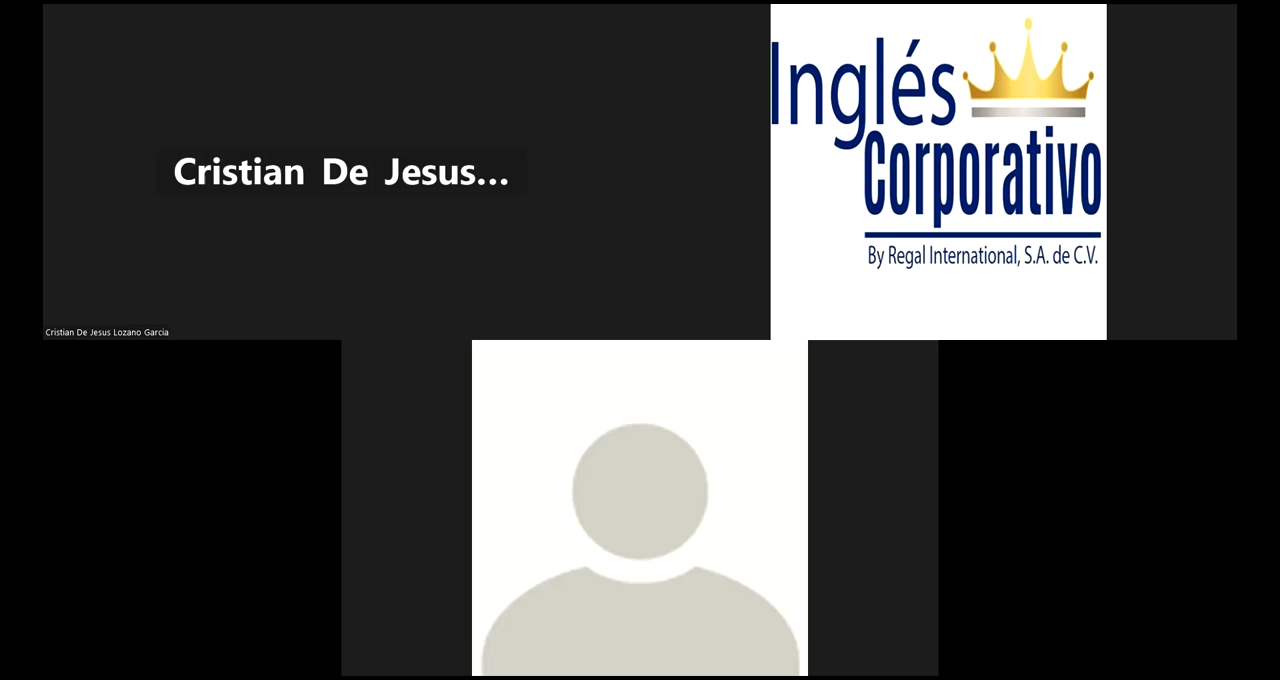 Cristian De Jesus...
Cristian De Jesus Lozano Garcia
Inglés
Corporativo
By Regal International, S.A. de C.V.